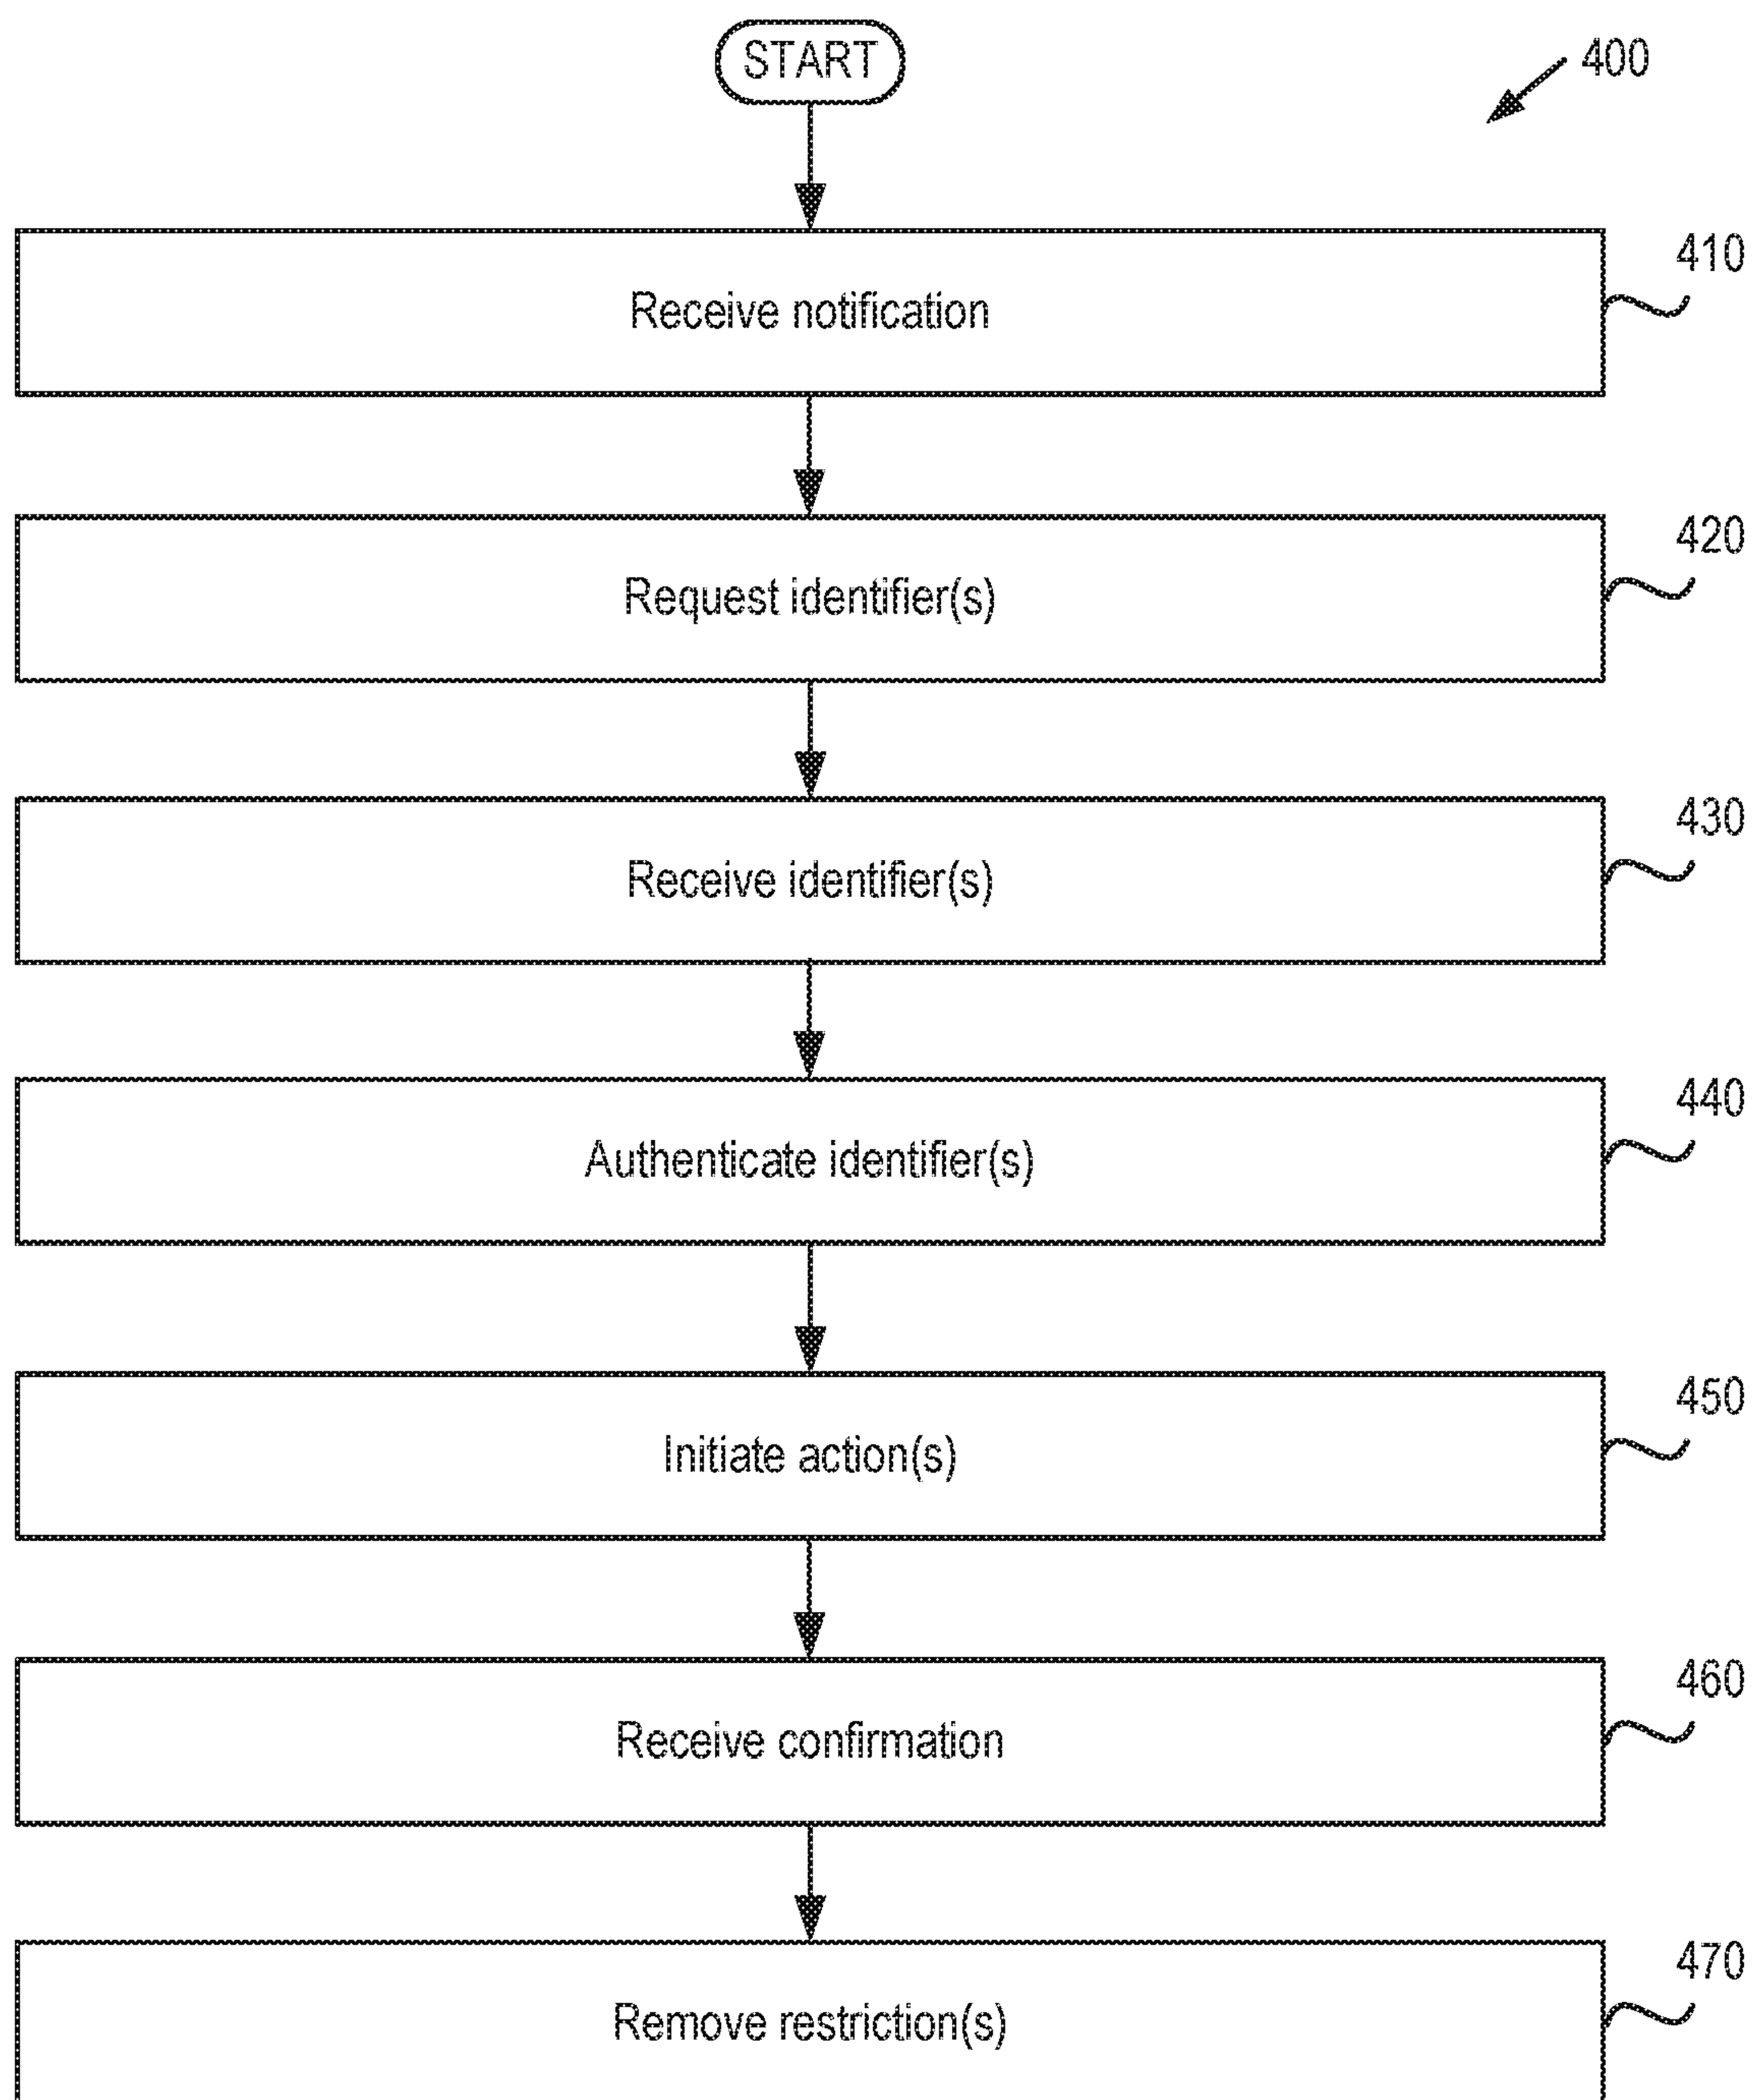 START
400
410
Receive notification
420
Request identifier(s)
430
Receive identifier(s)
440
Authenticate identifier(s)
450
Initiate action(s)
460
Receive confirmation
470
Remove restriction(s)